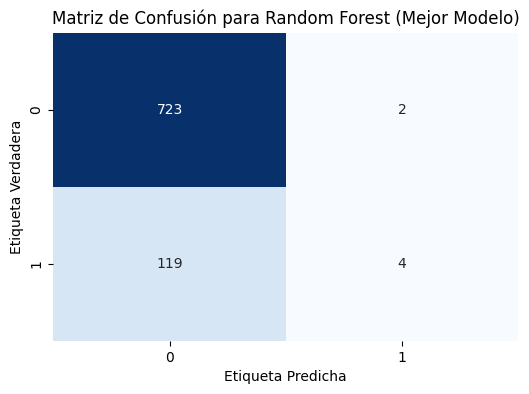 Matriz de Confusión para Random Forest (Mejor Modelo)
Etiqueta Verdadera
0
723
2
1
119
4
0
1
Etiqueta Predicha